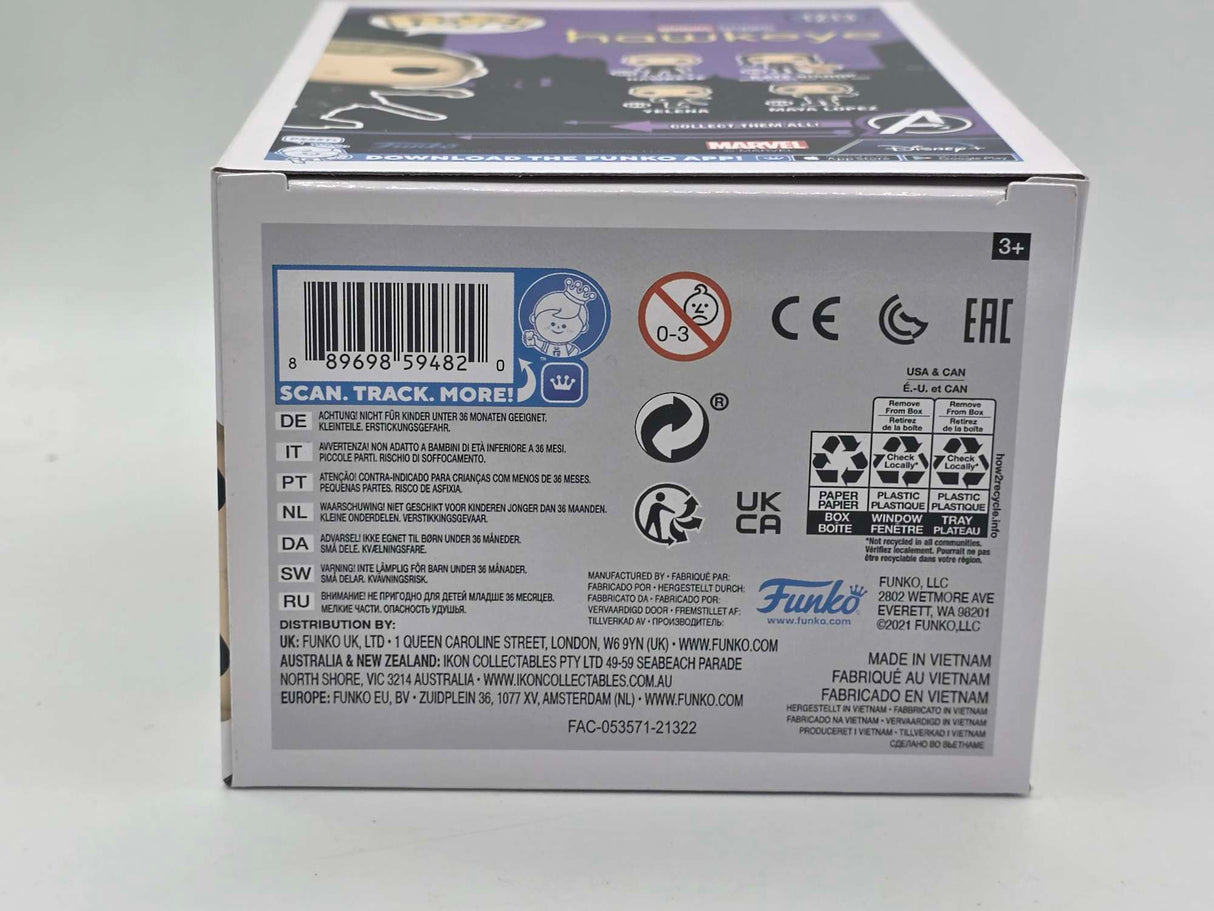 hawkeye
YELENA
MAYA LOPEZ
COLLECT THEM ALL!
Funko
MARVEL
Disney+
DOWNLOAD THE FUNKO APP!
App Store
Google Play
3+
8 89698 59482 0
SCAN. TRACK. MORE!
0-3
CE
EAC
USA & CAN
É.-U. et CAN
Remove From Box
Retirez de la boîte
Remove From Box
Retirez de la boîte
Check Locally*
Check Locally*
PAPER PAPIER
PLASTIC PLASTIQUE
PLASTIC PLASTIQUE
BOX BOÎTE
WINDOW FENÊTRE
TRAY PLATEAU
how2recycle.info
*Not recycled in all communities.
Vérifiez localement. Pourrait ne pas
être recyclable dans votre région.
®
UK
CA
DE ACHTUNG! NICHT FÜR KINDER UNTER 36 MONATEN GEEIGNET.
KLEINTEILE. ERSTICKUNGSGEFAHR.
IT AVVERTENZA! NON ADATTO A BAMBINI DI ETÀ INFERIORE A 36 MESI.
PICCOLE PARTI. RISCHIO DI SOFFOCAMENTO.
PT ATENÇÃO! CONTRA-INDICADO PARA CRIANÇAS COM MENOS DE 36 MESES.
PEQUENAS PARTES. RISCO DE ASFIXIA.
NL WAARSCHUWING! NIET GESCHIKT VOOR KINDEREN JONGER DAN 36 MAANDEN.
KLEINE ONDERDELEN. VERSTIKKINGSGEVAAR.
DA ADVARSEL! IKKE EGNET TIL BØRN UNDER 36 MÅNEDER.
SMÅ DELE. KVÆLNINGSFARE.
SW VARNING! INTE LÄMPLIG FÖR BARN UNDER 36 MÅNADER.
SMÅ DELAR. KVÄVNINGSRISK.
RU ВНИМАНИЕ! НЕ ПРИГОДНО ДЛЯ ДЕТЕЙ МЛАДШЕ 36 МЕСЯЦЕВ.
МЕЛКИЕ ЧАСТИ. ОПАСНОСТЬ УДУШЬЯ.
MANUFACTURED BY • FABRIQUÉ PAR:
FABRICADO POR • HERGESTELLT DURCH:
FABBRICATO DA • FABRICADO POR:
VERVAARDIGD DOOR • FREMSTILLET AF:
TILLVERKAD AV • ПРОИЗВОДИТЕЛЬ:
Funko
www.funko.com
FUNKO, LLC
2802 WETMORE AVE
EVERETT, WA 98201
©2021 FUNKO,LLC
DISTRIBUTION BY:
UK: FUNKO UK, LTD • 1 QUEEN CAROLINE STREET, LONDON, W6 9YN (UK) • WWW.FUNKO.COM
AUSTRALIA & NEW ZEALAND: IKON COLLECTABLES PTY LTD 49-59 SEABEACH PARADE
NORTH SHORE, VIC 3214 AUSTRALIA • WWW.IKONCOLLECTABLES.COM.AU
EUROPE: FUNKO EU, BV • ZUIDPLEIN 36, 1077 XV, AMSTERDAM (NL) • WWW.FUNKO.COM
FAC-053571-21322
MADE IN VIETNAM
FABRIQUÉ AU VIETNAM
FABRICADO EN VIETNAM
HERGESTELLT IN VIETNAM • FABBRICATO IN VIETNAM
FABRICADO NA VIETNAM • VERVAARDIGD IN VIETNAM
PRODUCERET I VIETNAM • TILLVERKAD I VIETNAM
СДЕЛАНО ВО ВЬЕТНАМЕ